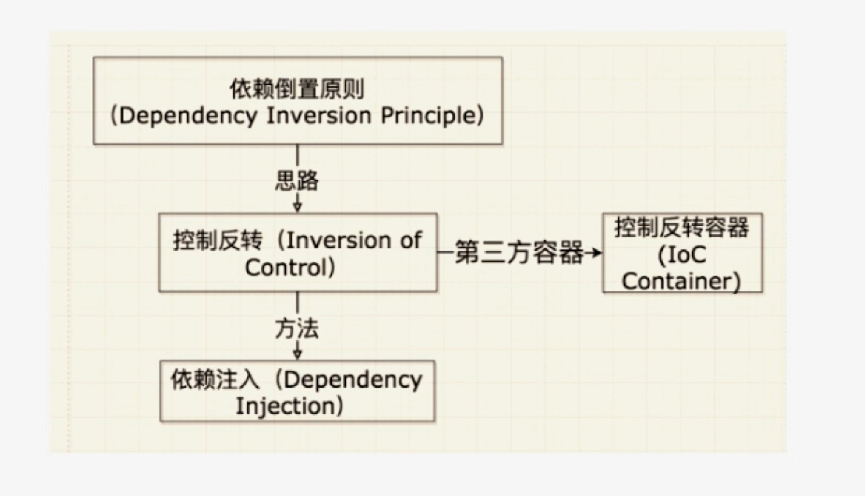 依赖倒置原则
（Dependency Inversion Principle）
思路
控制反转（Inversion of
Control）
第三方容器
控制反转容器
(IoC
Container)
方法
依赖注入（Dependency
Injection）